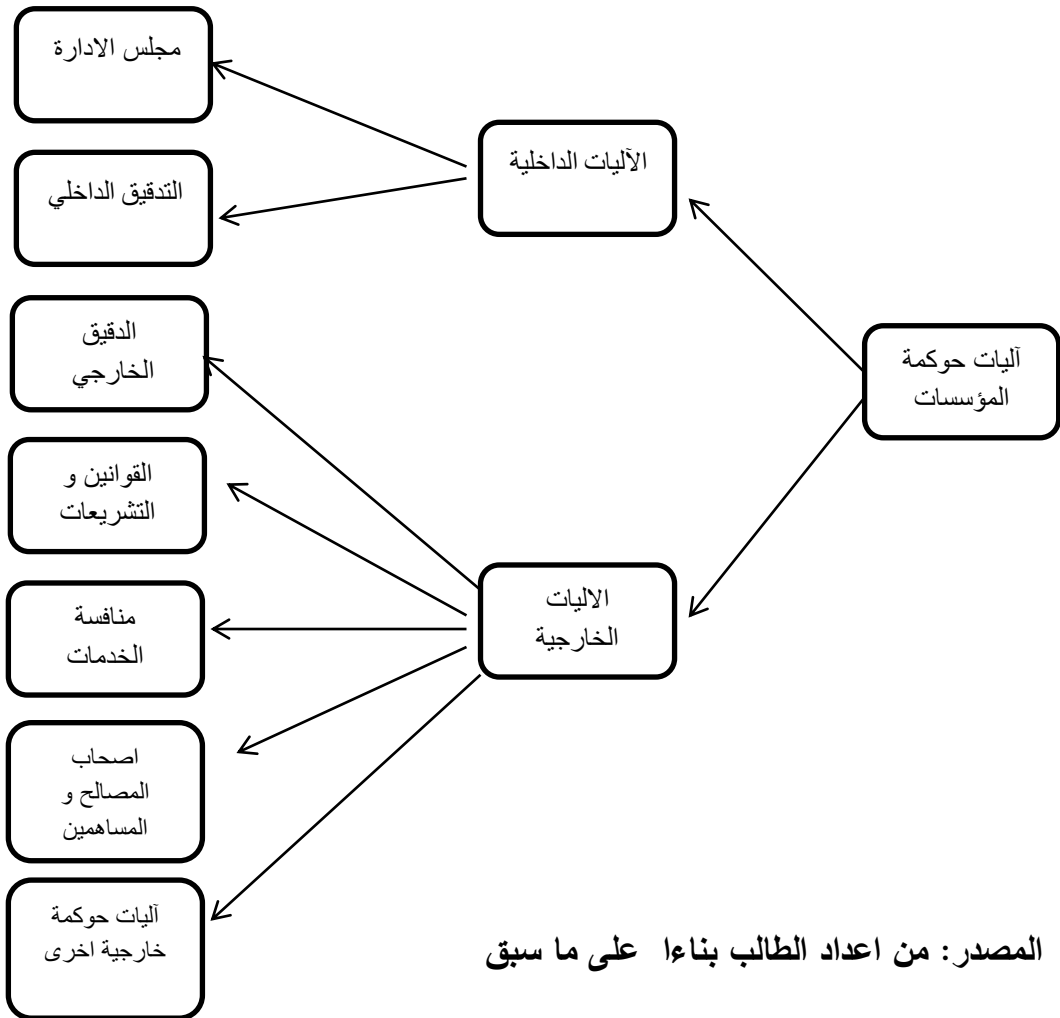 آليات حوكمة
المؤسسات
الآليات الداخلية
مجلس الادارة
التدقيق الداخلي
الاليات
الخارجية
الدقيق
الخارجي
القوانين و
التشريعات
منافسة
الخدمات
اصحاب
المصالح و
المساهمين
آليات حوكمة
خارجية اخرى
المصدر: من اعداد الطالب بناءا على ما سبق